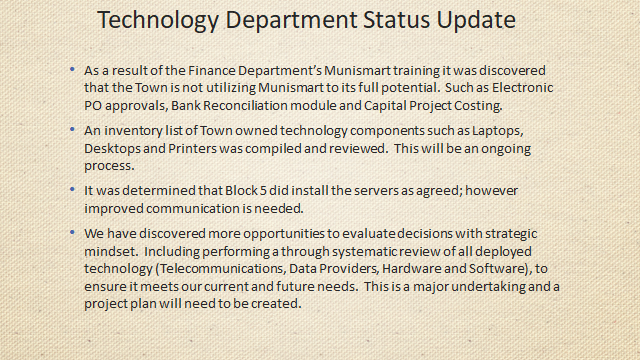 Technology Department Status Update
• As a result of the Finance Department's Munismart training it was discovered
that the Town is not utilizing Munismart to its full potential. Such as Electronic
PO approvals, Bank Reconciliation module and Capital Project Costing.
• An inventory list of Town owned technology components such as Laptops,
Desktops and Printers was compiled and reviewed. This will be an ongoing
process.
• It was determined that Block 5 did install the servers as agreed; however
improved communication is needed.
• We have discovered more opportunities to evaluate decisions with strategic
mindset. Including performing a through systematic review of all deployed
technology (Telecommunications, Data Providers, Hardware and Software), to
ensure it meets our current and future needs. This is a major undertaking and a
project plan will need to be created.